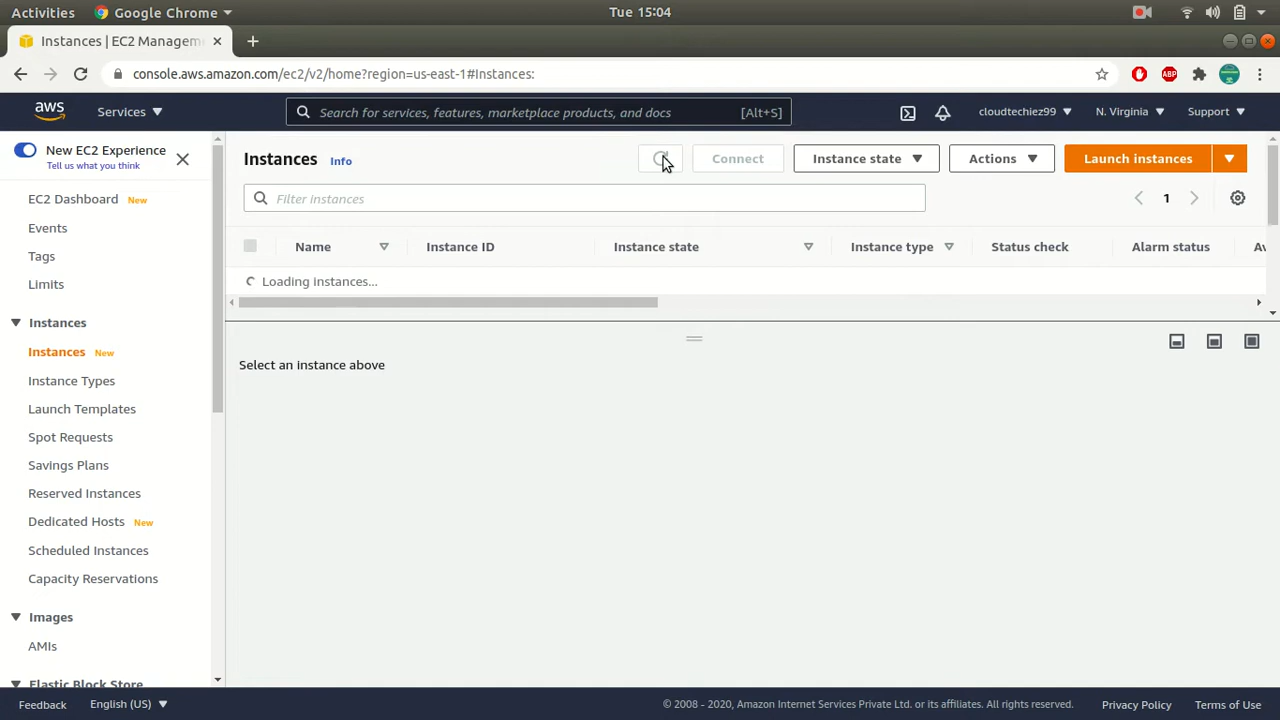 Activities Google Chrome Tue 15:04
Instances | EC2 Managem
console.aws.amazon.com/ec2/v2/home?region=us-east-1#Instances:
ABP
aws Services Search for services, features, marketplace products, and docs [Alt+S] cloudtechiez99 N. Virginia Support
New EC2 Experience
Tell us what you think
EC2 Dashboard New
Events
Tags
Limits
Instances
Instances New
Instance Types
Launch Templates
Spot Requests
Savings Plans
Reserved Instances
Dedicated Hosts New
Scheduled Instances
Capacity Reservations
Images
AMIs
Elastic Block Store
Instances Info Connect Instance state Actions Launch instances
Filter instances 1
Name Instance ID Instance state Instance type Status check Alarm status Av
Loading instances...
Select an instance above
Feedback English (US) © 2008 - 2020, Amazon Internet Services Private Ltd. or its affiliates. All rights reserved. Privacy Policy Terms of Use